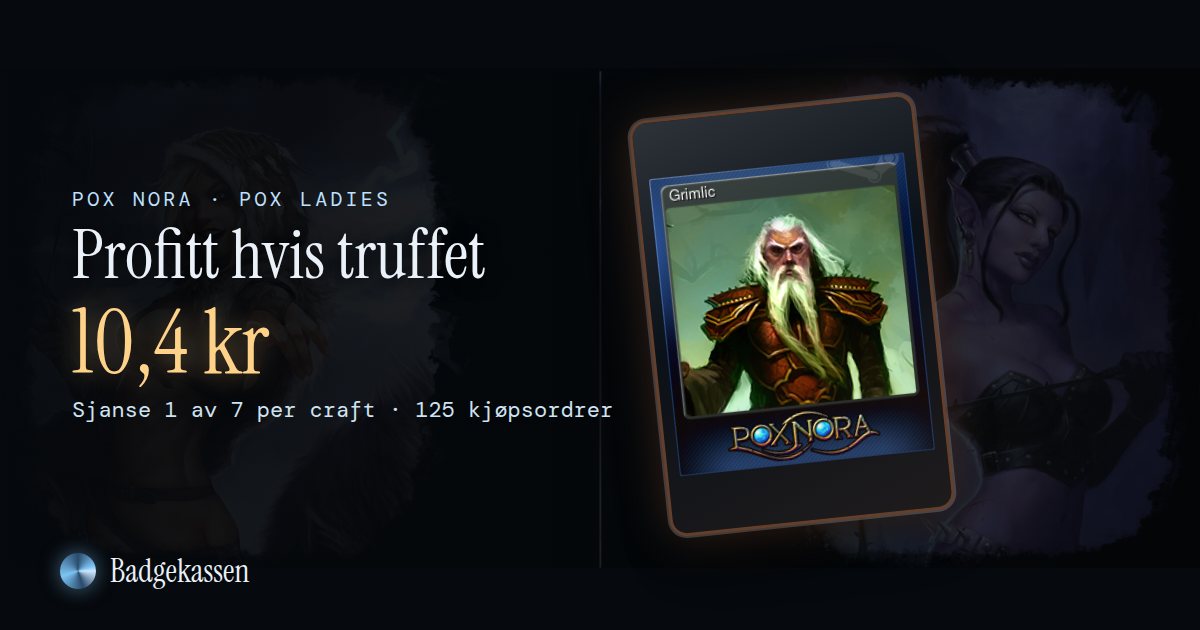 POX NORA · POX LADIES
Profitt hvis truffet
10,4 kr
Sjanse 1 av 7 per craft · 125 kjøpsordrer
Badgekassen
Grimlic
POXNORA